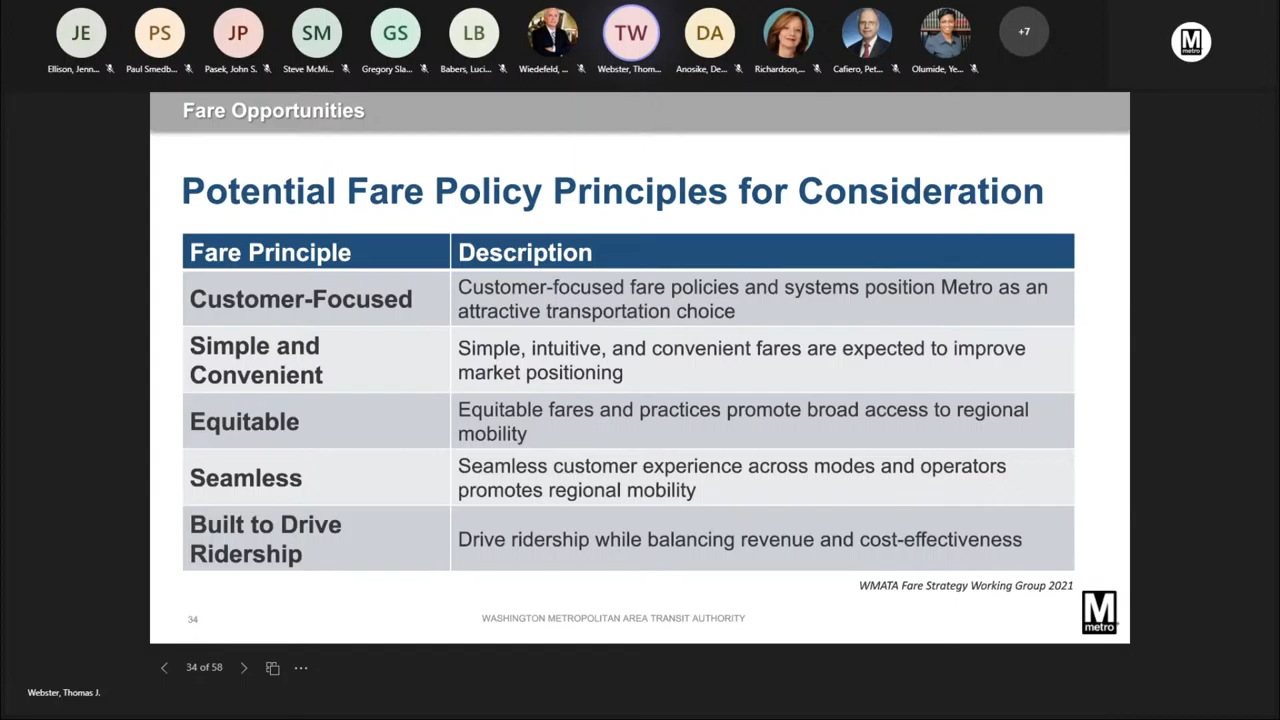 JE PS JP SM GS LB TW DA +7
Ellison, Jenn... Paul Smedb... Pasek, John S. Steve McMi... Gregory Sla... Babers, Luci... Wiedefeld, ... Webster, Thom... Anosike, De... Richardson,... Cafiero, Pet... Olumide, Ye...
M
metro
Fare Opportunities
Potential Fare Policy Principles for Consideration
Fare Principle Description
Customer-Focused
Customer-focused fare policies and systems position Metro as an
attractive transportation choice
Simple and
Convenient
Simple, intuitive, and convenient fares are expected to improve
market positioning
Equitable
Equitable fares and practices promote broad access to regional
mobility
Seamless
Seamless customer experience across modes and operators
promotes regional mobility
Built to Drive
Ridership
Drive ridership while balancing revenue and cost-effectiveness
WMATA Fare Strategy Working Group 2021
34 WASHINGTON METROPOLITAN AREA TRANSIT AUTHORITY
M
metro
34 of 58
Webster, Thomas J.